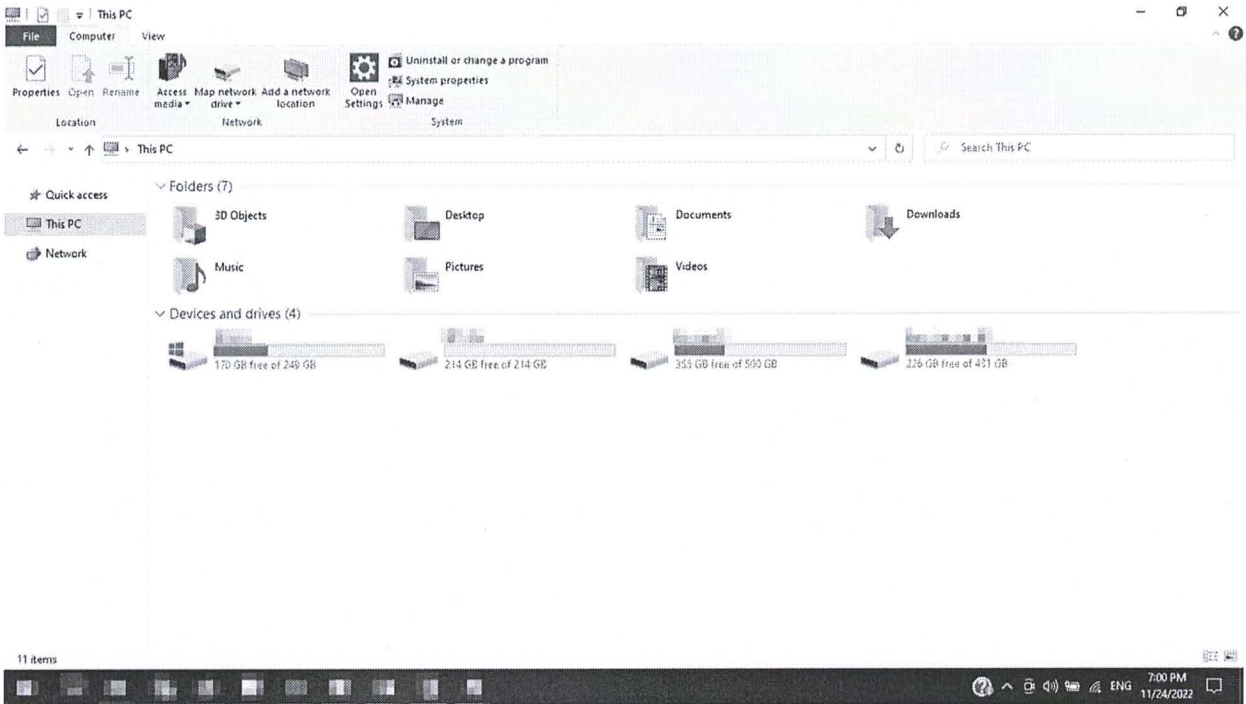 This PC
File Computer View
Properties Open Rename Access media Map network drive Add a network location Open Settings Uninstall or change a program
System properties
Manage
Location Network System
This PC
Search This PC
Quick access
This PC
Network
Folders (7)
3D Objects Desktop Documents Downloads
Music Pictures Videos
Devices and drives (4)
170 GB free of 249 GB 214 GB free of 214 GB 355 GB free of 500 GB 226 GB free of 431 GB
11 items
ENG 7:00 PM
11/24/2022